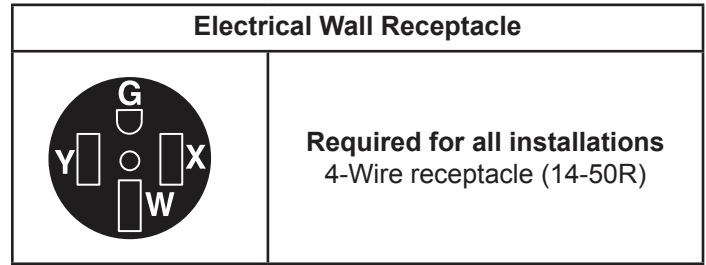 Electrical Wall Receptacle
G
Y X
W
Required for all installations
4-Wire receptacle (14-50R)